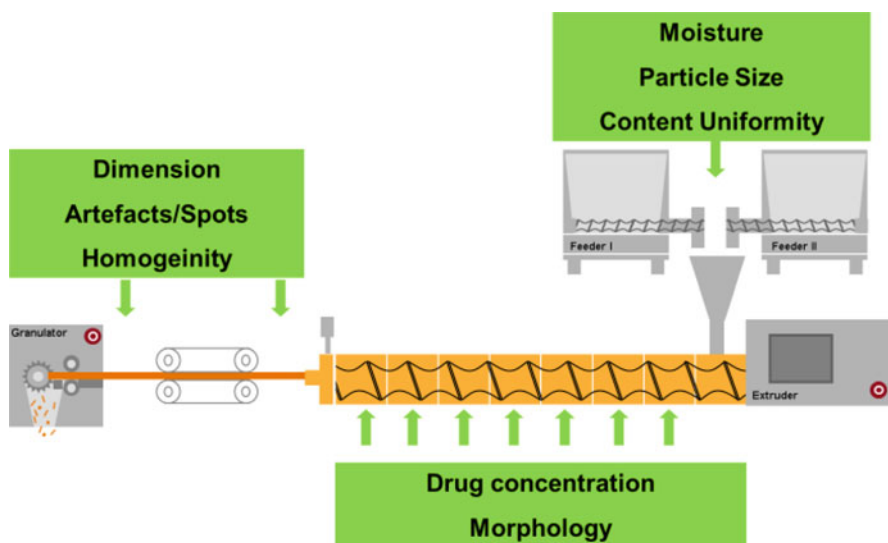 Moisture
Particle Size
Content Uniformity
Dimension
Artefacts/Spots
Homogeinity
Feeder I
Feeder II
Granulator
Extruder
Drug concentration
Morphology